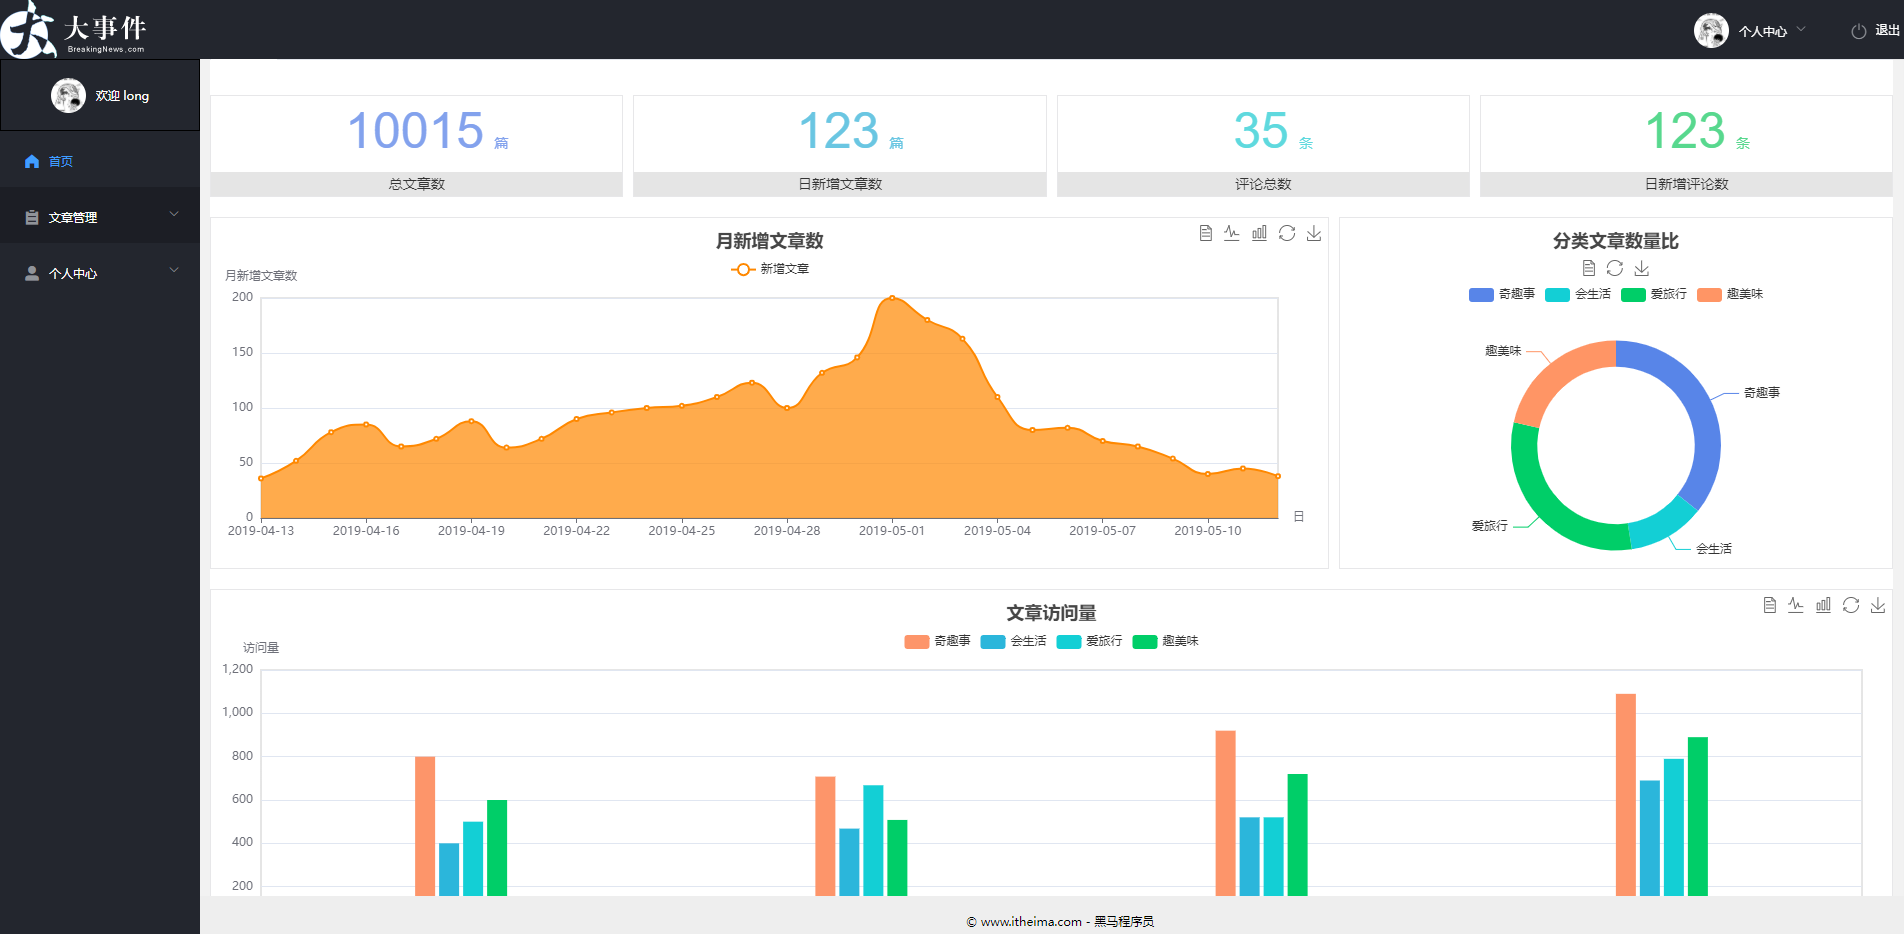 大事件
BreakingNews.com
个人中心
退出
欢迎 long
首页
文章管理
个人中心
10015 篇
总文章数
123 篇
日新增文章数
35 条
评论总数
123 条
日新增评论数
月新增文章数
新增文章
月新增文章数
200
150
100
50
0
2019-04-13 2019-04-16 2019-04-19 2019-04-22 2019-04-25 2019-04-28 2019-05-01 2019-05-04 2019-05-07 2019-05-10
日
分类文章数量比
奇趣事 会生活 爱旅行 趣美味
趣美味
奇趣事
爱旅行
会生活
文章访问量
奇趣事 会生活 爱旅行 趣美味
访问量
1,200
1,000
800
600
400
200
© www.itheima.com - 黑马程序员